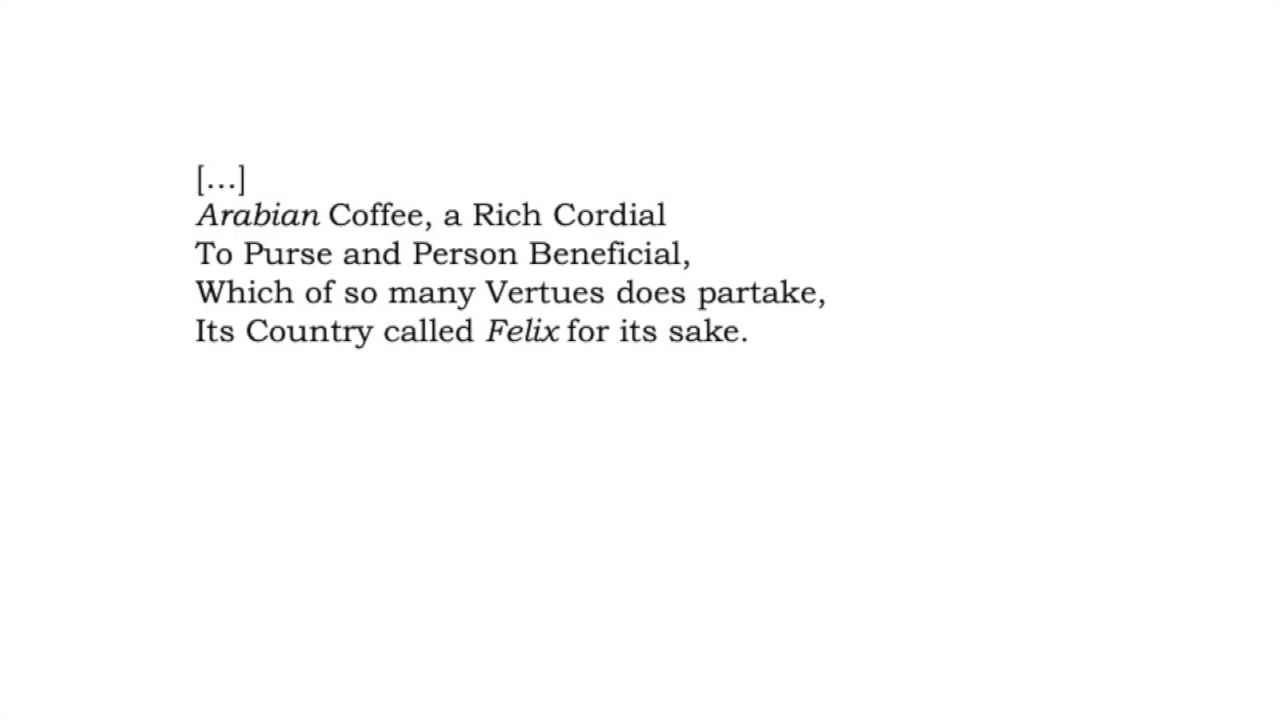 […]
Arabian Coffee, a Rich Cordial
To Purse and Person Beneficial,
Which of so many Vertues does partake,
Its Country called Felix for its sake.